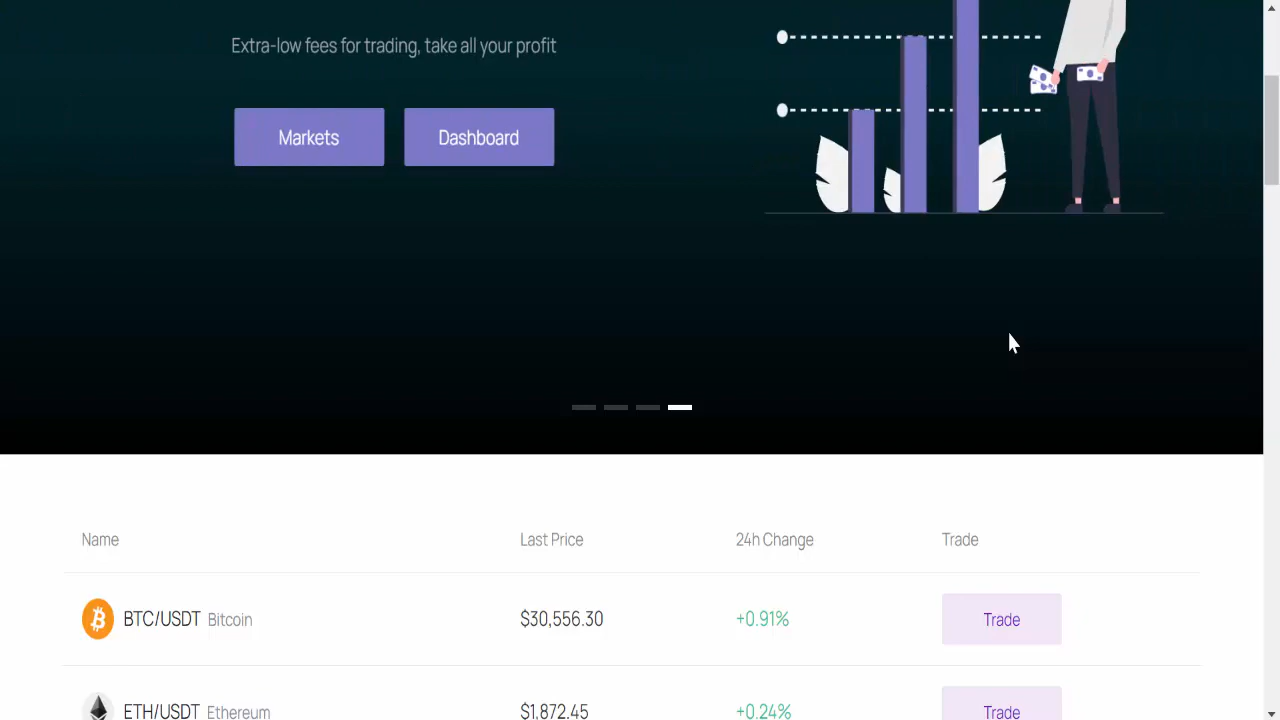 Extra-low fees for trading, take all your profit
Markets Dashboard
Name Last Price 24h Change Trade
BTC/USDT Bitcoin $30,556.30 +0.91% Trade
ETH/USDT Ethereum $1,872.45 +0.24% Trade